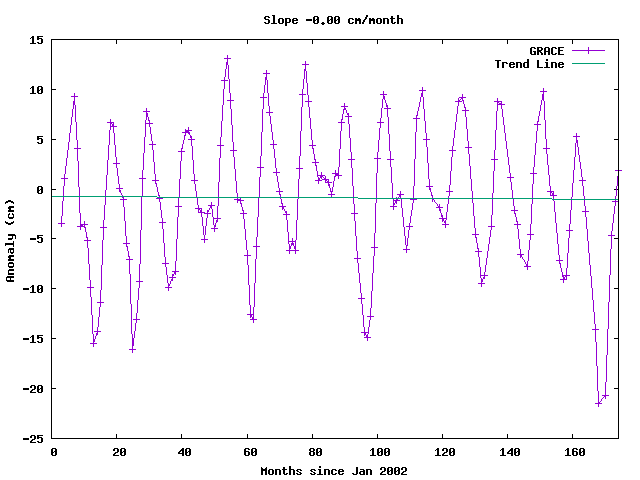 Slope -0.00 cm/month
GRACE
Trend Line
15
10
5
0
-5
-10
-15
-20
-25
Anomaly (cm)
0 20 40 60 80 100 120 140 160
Months since Jan 2002